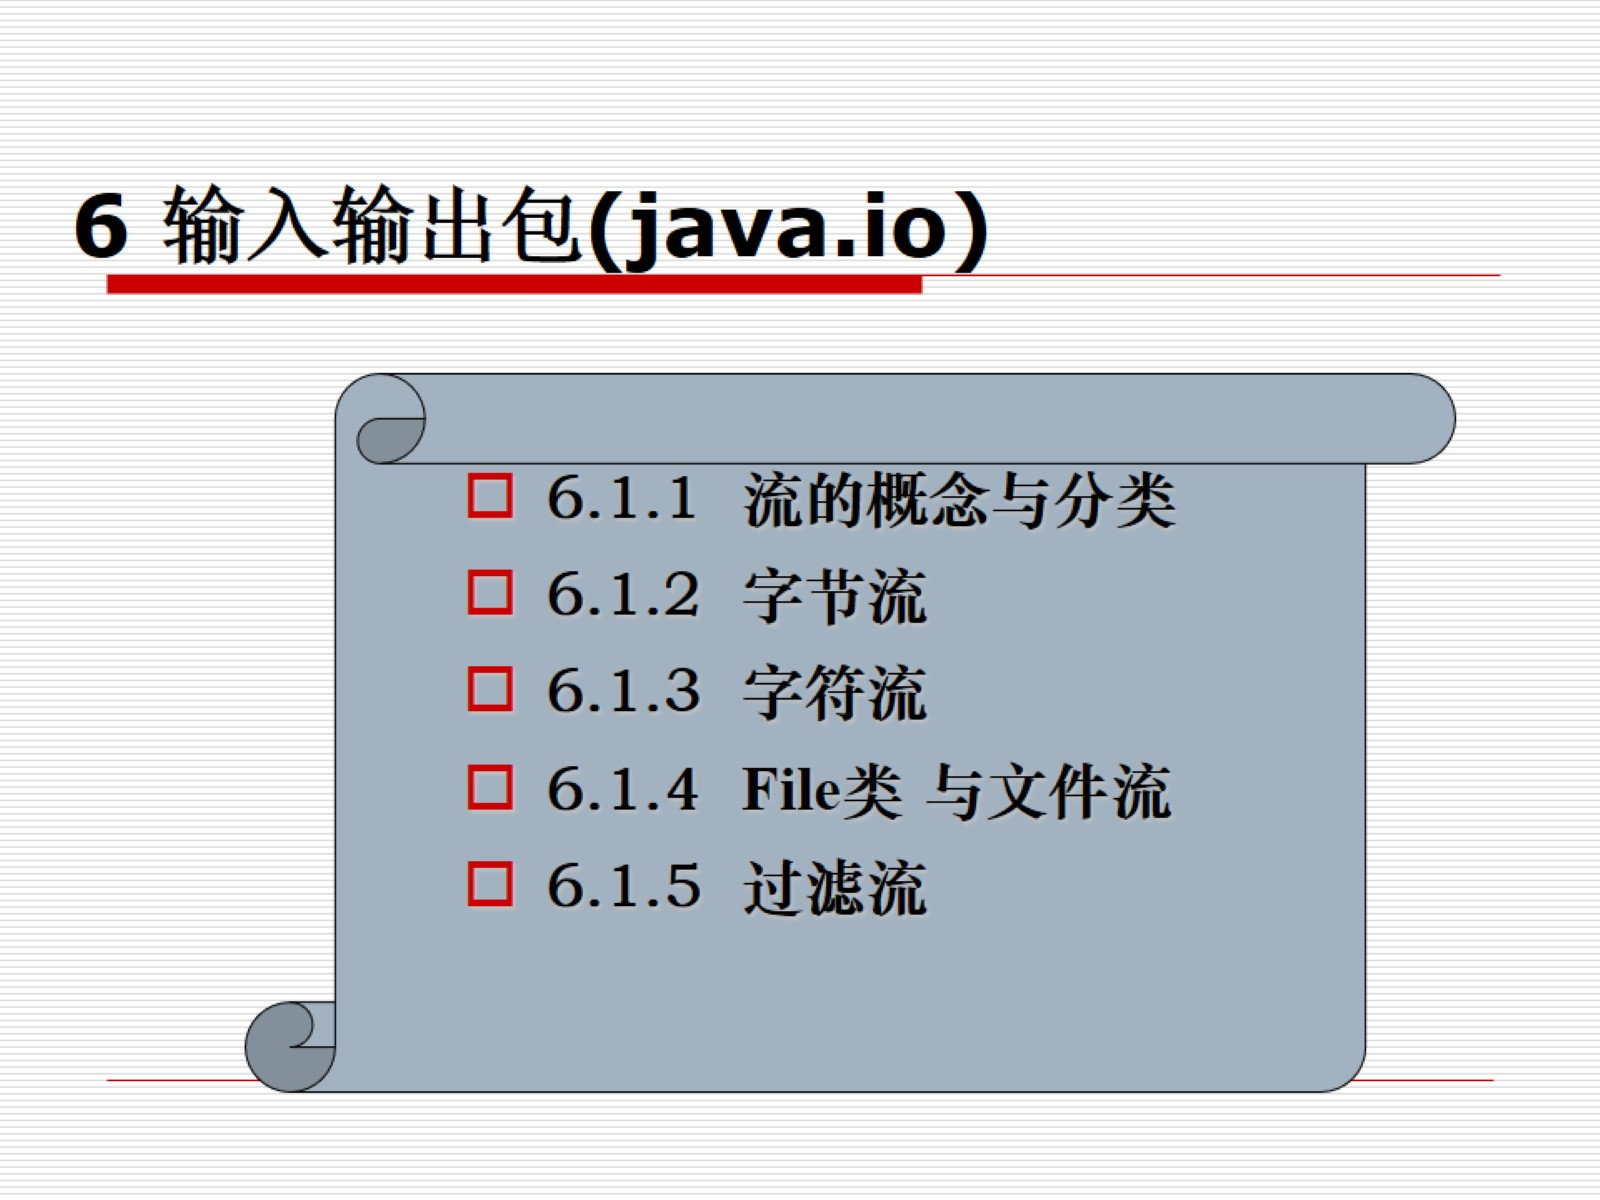 6 输入输出包(java.io)
6.1.1 流的概念与分类
6.1.2 字节流
6.1.3 字符流
6.1.4 File类 与文件流
6.1.5 过滤流